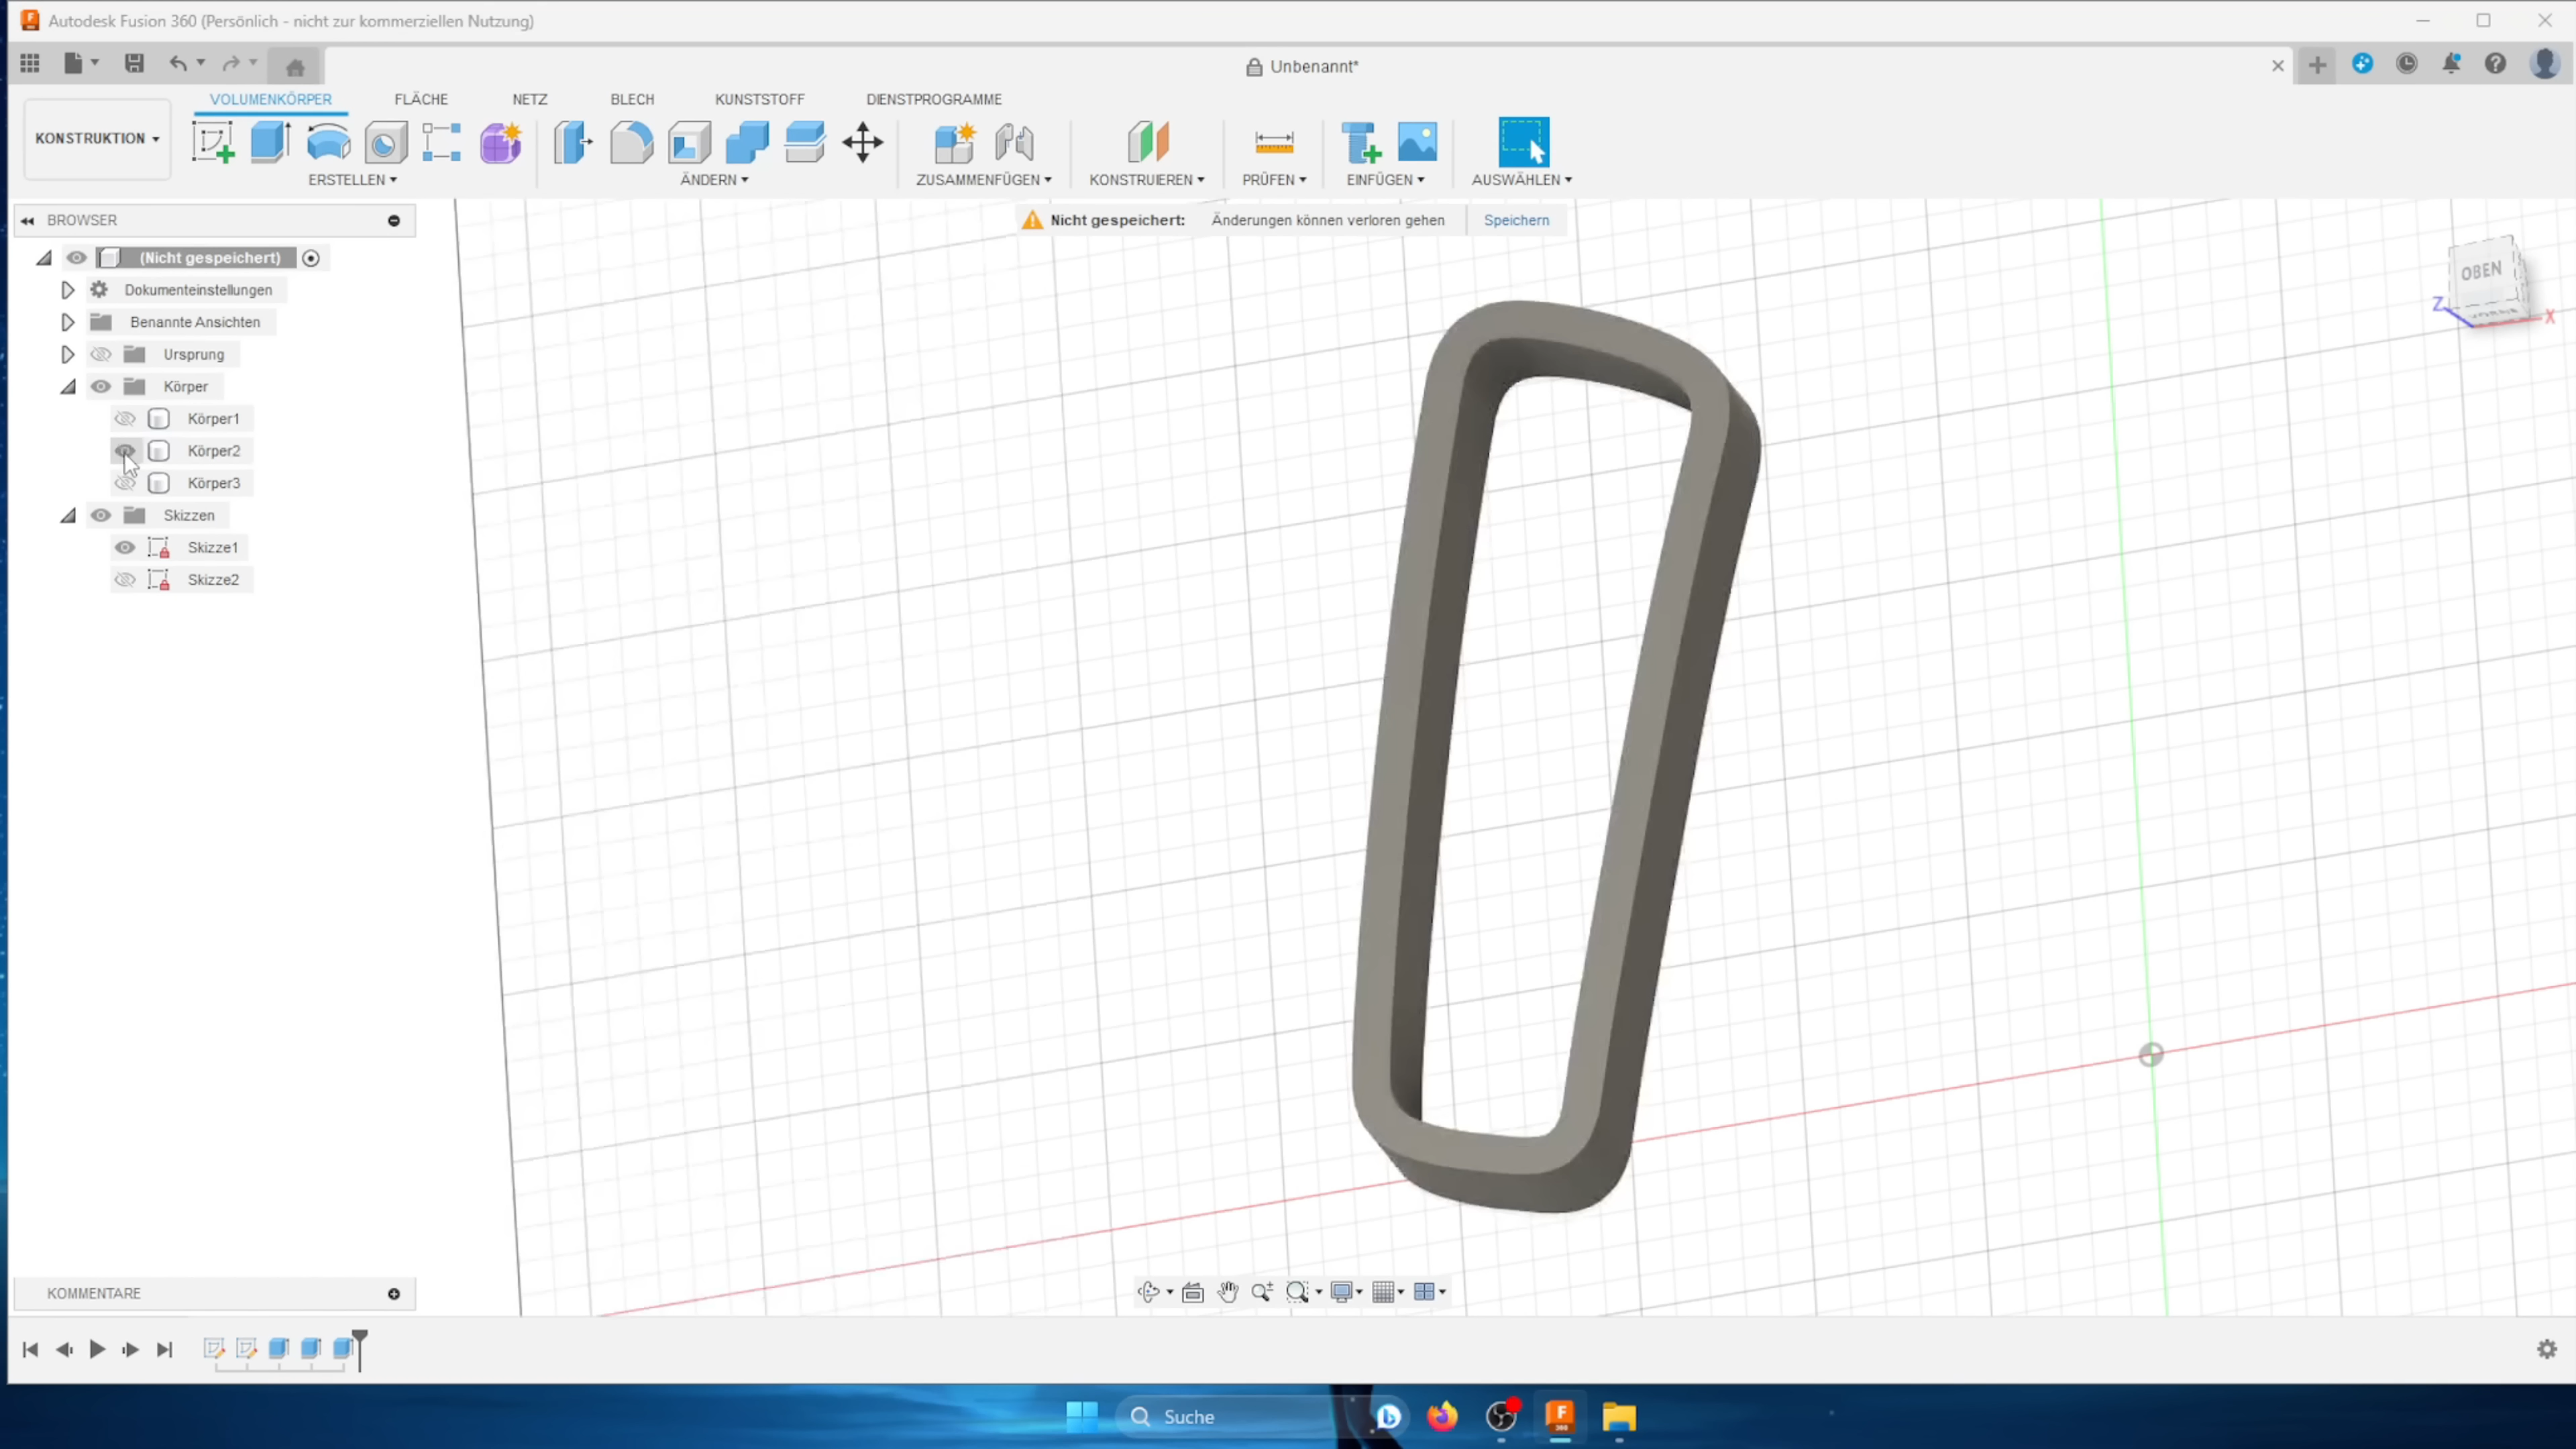 Autodesk Fusion 360 (Persönlich - nicht zur kommerziellen Nutzung)
Unbenannt*
VOLUMENKÖRPER FLÄCHE NETZ BLECH KUNSTSTOFF DIENSTPROGRAMME
KONSTRUKTION
ERSTELLEN ÄNDERN ZUSAMMENFÜGEN KONSTRUIEREN PRÜFEN EINFÜGEN AUSWÄHLEN
BROWSER
Nicht gespeichert: Änderungen können verloren gehen Speichern
(Nicht gespeichert)
Dokumenteinstellungen
Benannte Ansichten
Ursprung
Körper
Körper1
Körper2
Körper3
Skizzen
Skizze1
Skizze2
OBEN
VORNE
Z
X
KOMMENTARE
Suche
F
360